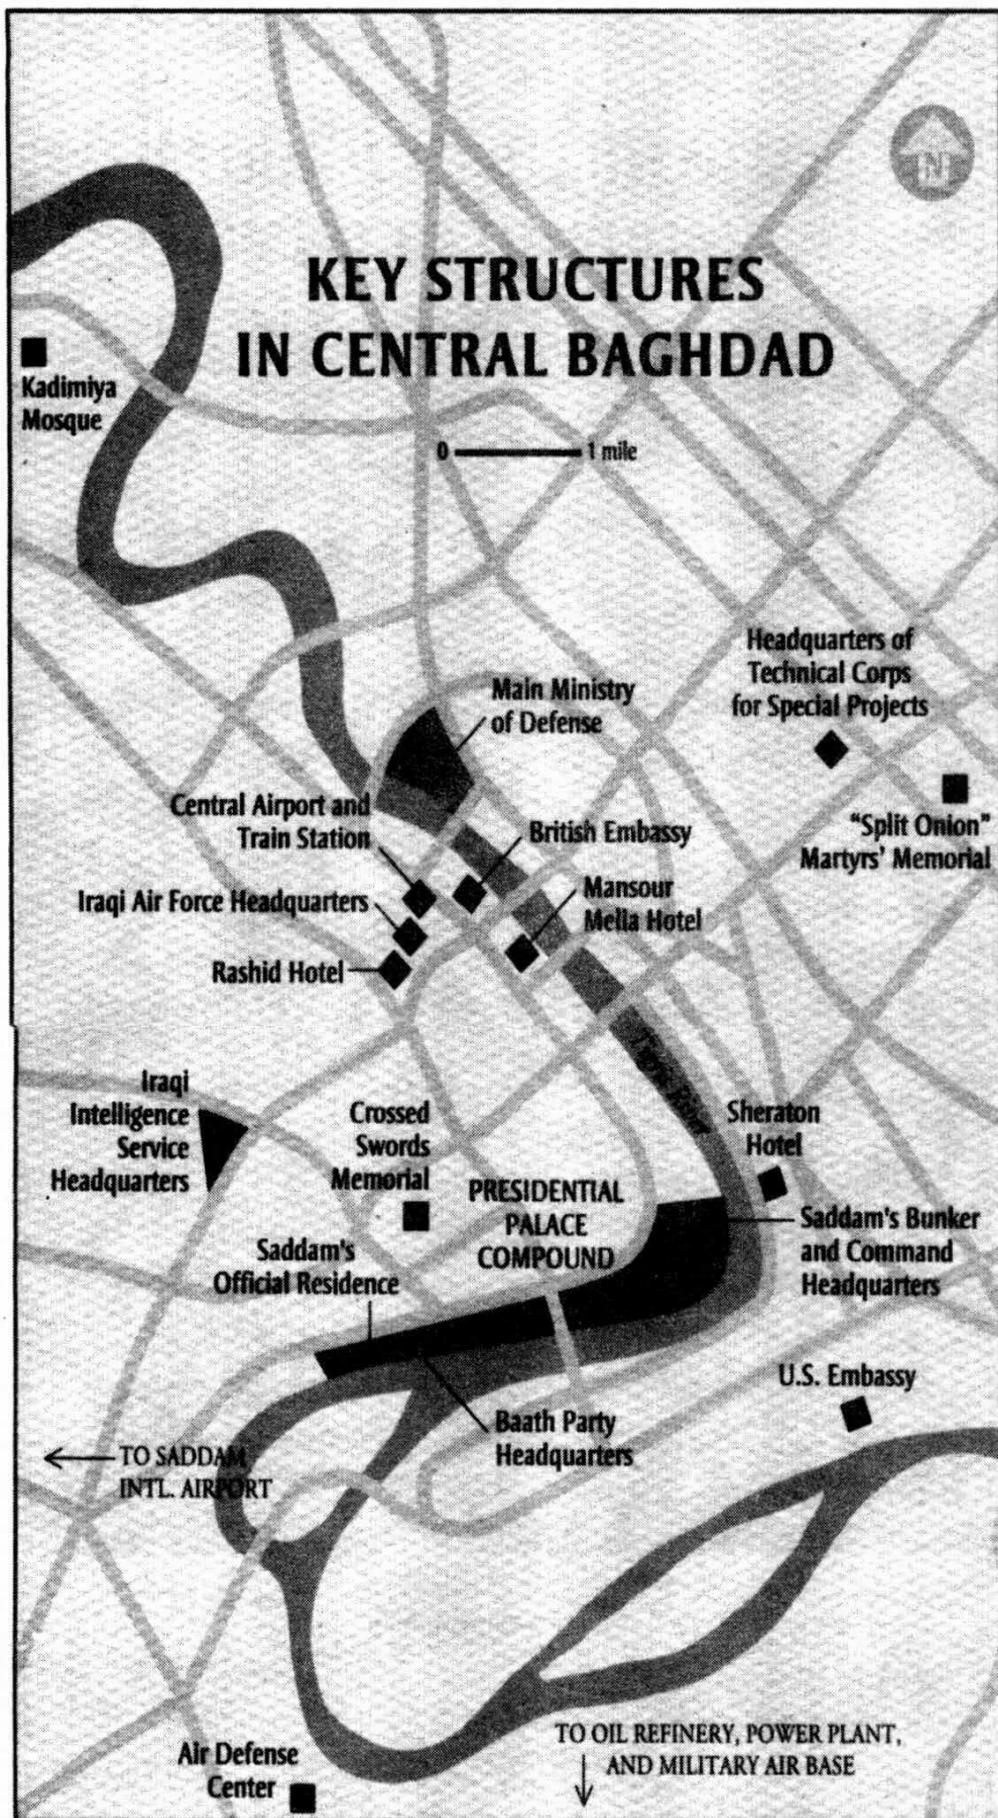 N
KEY STRUCTURES
IN CENTRAL BAGHDAD
Kadimiya
Mosque
0 1 mile
Headquarters of
Technical Corps
for Special Projects
Main Ministry
of Defense
Central Airport and
Train Station
"Split Onion"
Martyrs' Memorial
British Embassy
Iraqi Air Force Headquarters
Mansour
Melia Hotel
Rashid Hotel
Tigris River
Iraqi
Intelligence
Service
Headquarters
Crossed
Swords
Memorial
Sheraton
Hotel
PRESIDENTIAL
PALACE
COMPOUND
Saddam's Bunker
and Command
Headquarters
Saddam's
Official Residence
U.S. Embassy
Baath Party
Headquarters
TO SADDAM
INTL. AIRPORT
TO OIL REFINERY, POWER PLANT,
AND MILITARY AIR BASE
Air Defense
Center